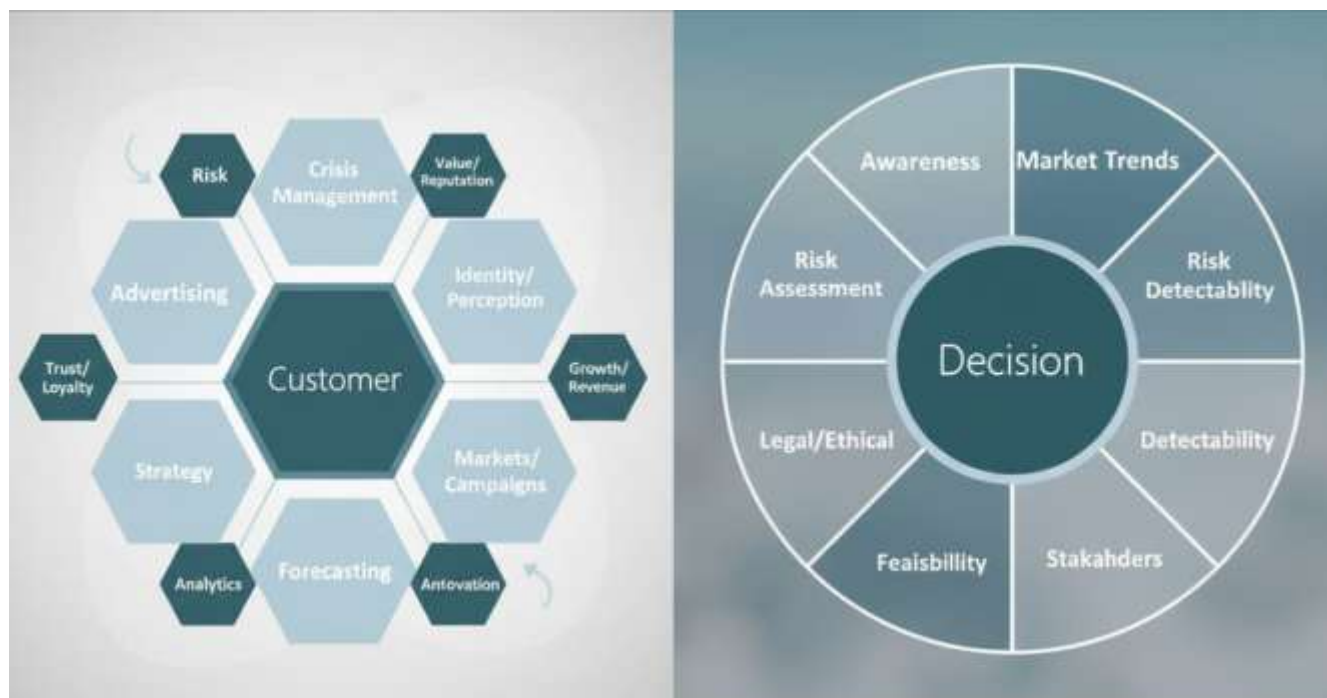 Risk
Crisis
Management
Value/
Reputation
Advertising
Identity/
Perception
Trust/
Loyalty
Customer
Growth/
Revenue
Strategy
Markets/
Campaigns
Analytics
Forecasting
Antovation
Awareness
Market Trends
Risk
Assessment
Risk
Detectablity
Decision
Legal/Ethical
Detectability
Feaisbillity
Stakahders